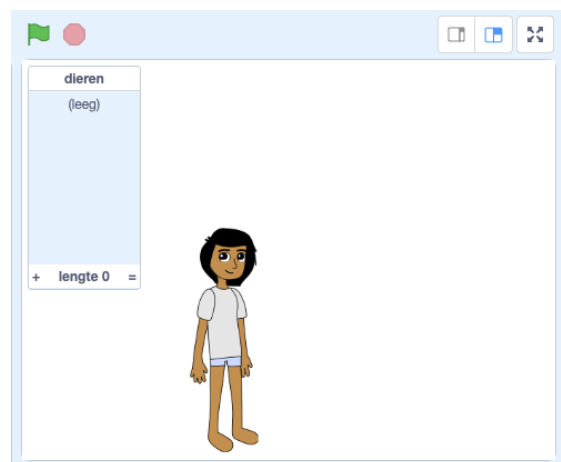 dieren
(leeg)
+ lengte 0 =